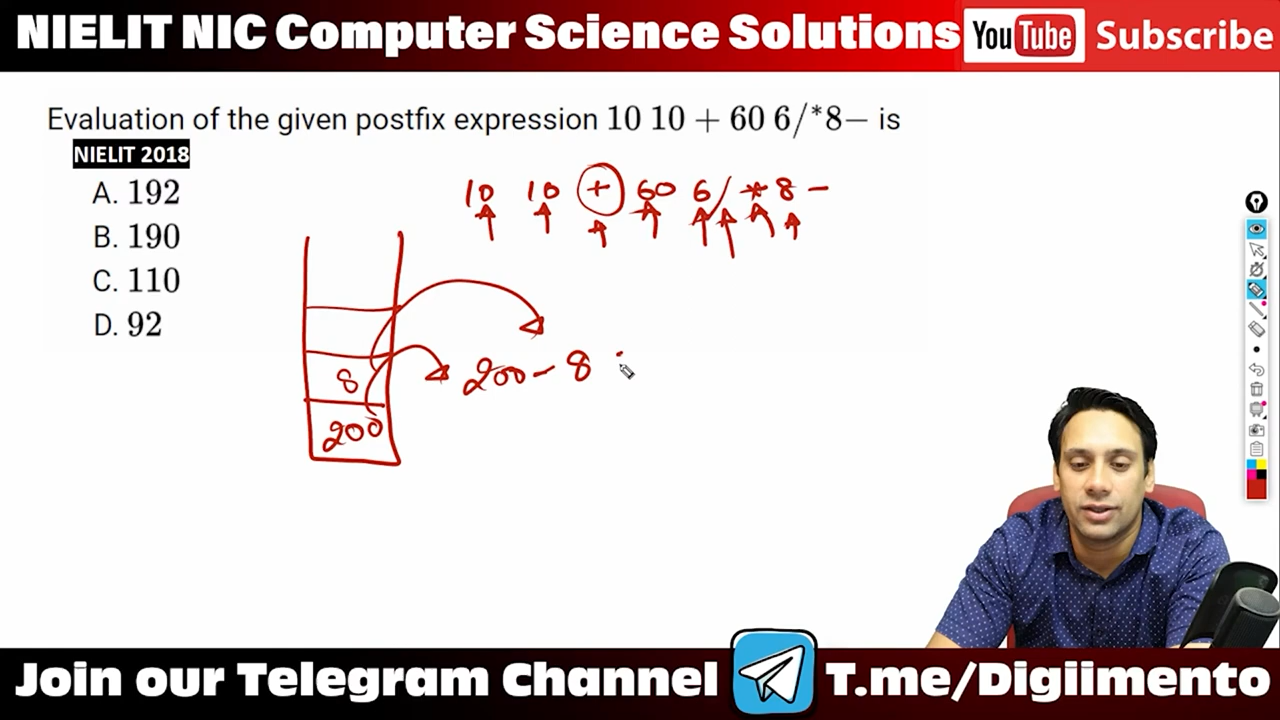 NIELIT NIC Computer Science Solutions YouTube Subscribe
Evaluation of the given postfix expression 10 10 + 60 6/*8− is
NIELIT 2018
A. 192
B. 190
C. 110
D. 92
10 10 + 60 6/ * 8 −
200 − 8
8
200
Join our Telegram Channel T.me/Digiimento